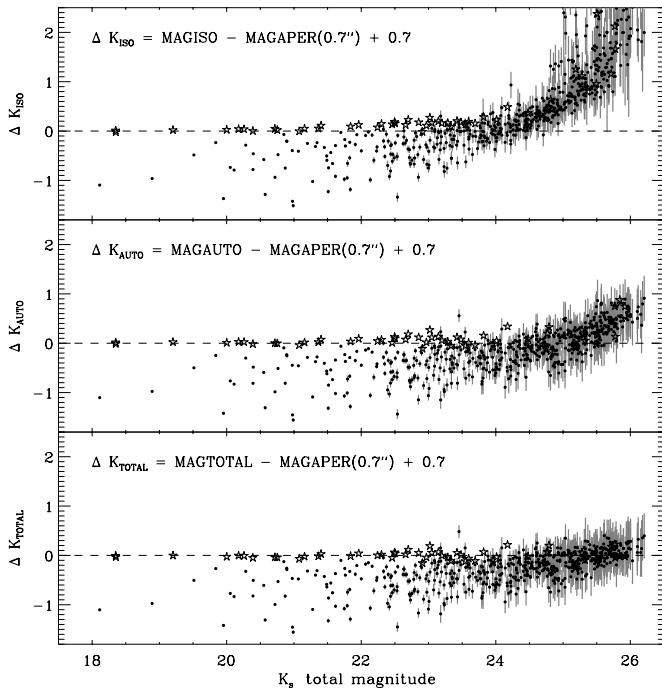 Δ K_ISO = MAGISO − MAGAPER(0.7″) + 0.7
2
1
0
−1
Δ K_ISO
Δ K_AUTO = MAGAUTO − MAGAPER(0.7″) + 0.7
2
1
0
−1
Δ K_AUTO
Δ K_TOTAL = MAGTOTAL − MAGAPER(0.7″) + 0.7
2
1
0
−1
Δ K_TOTAL
18 20 22 24 26
K_s total magnitude